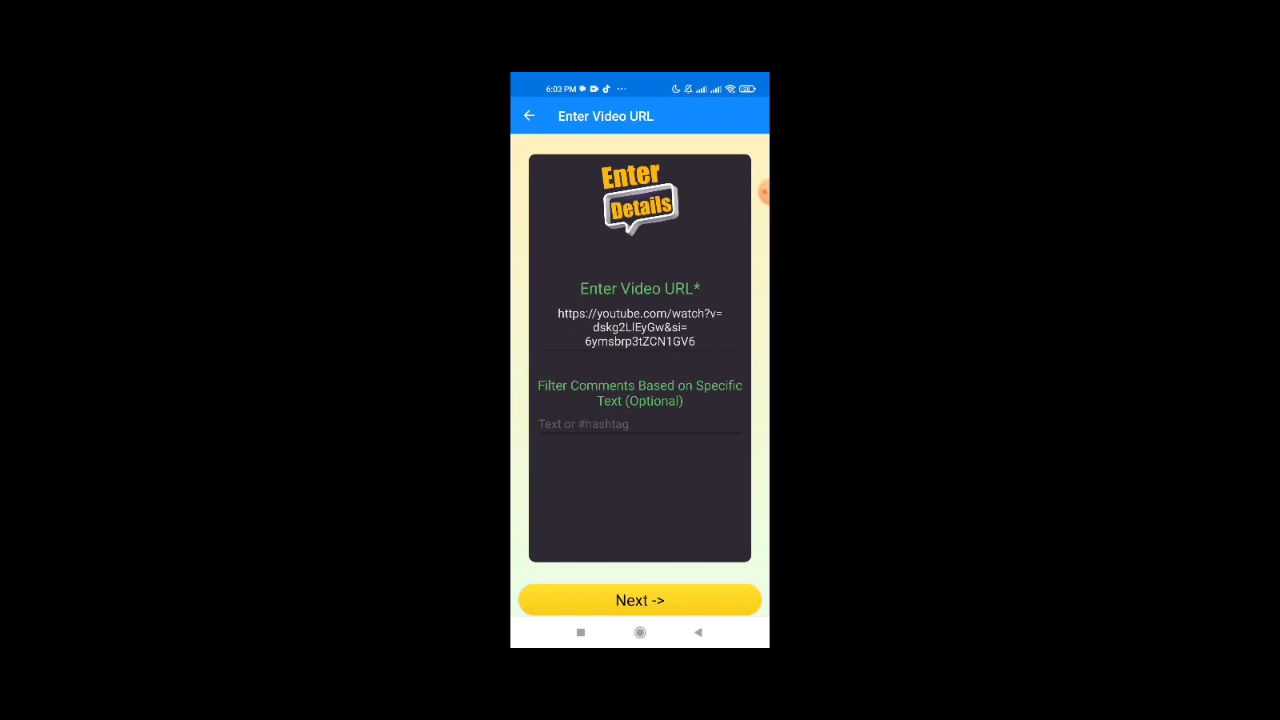 6:03 PM
Enter Video URL
Enter
Details
Enter Video URL*
https://youtube.com/watch?v=
dskg2LlEyGw&si=
6ymsbrp3tZCN1GV6
Filter Comments Based on Specific
Text (Optional)
Text or #hashtag
Next ->